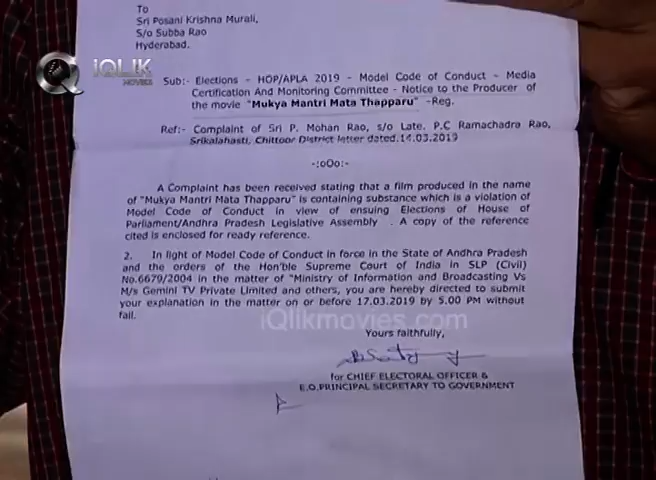 To
Sri Posani Krishna Murali,
S/o Subba Rao
Hyderabad.
iQLIK
MOVIES
Sub:- Elections - HOP/APLA 2019 - Model Code of Conduct - Media
Certification And Monitoring Committee - Notice to the Producer of
the movie "Mukya Mantri Mata Thapparu" -Reg.
Ref:- Complaint of Sri P. Mohan Rao, s/o Late. P.C Ramachadra Rao,
Srikalahasti, Chittoor District letter dated.14.03.2019
-:oOo:-
A Complaint has been received stating that a film produced in the name
of "Mukya Mantri Mata Thapparu" is containing substance which is a violation of
Model Code of Conduct in view of ensuing Elections of House of
Parliament/Andhra Pradesh Legislative Assembly . A copy of the reference
cited is enclosed for ready reference.
2. In light of Model Code of Conduct in force in the State of Andhra Pradesh
and the orders of the Hon'ble Supreme Court of India in SLP (Civil)
No.6679/2004 in the matter of "Ministry of Information and Broadcasting Vs
M/s Gemini TV Private Limited and others, you are hereby directed to submit
your explanation in the matter on or before 17.03.2019 by 5.00 PM without
fail.
iQlikmovies.com
Yours faithfully,
for CHIEF ELECTORAL OFFICER &
E.O.PRINCIPAL SECRETARY TO GOVERNMENT